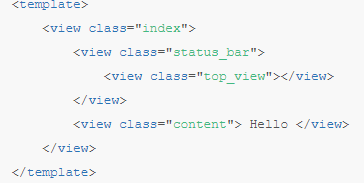 <template>
<view class="index">
<view class="status_bar">
<view class="top_view"></view>
</view>
<view class="content"> Hello </view>
</view>
</template>